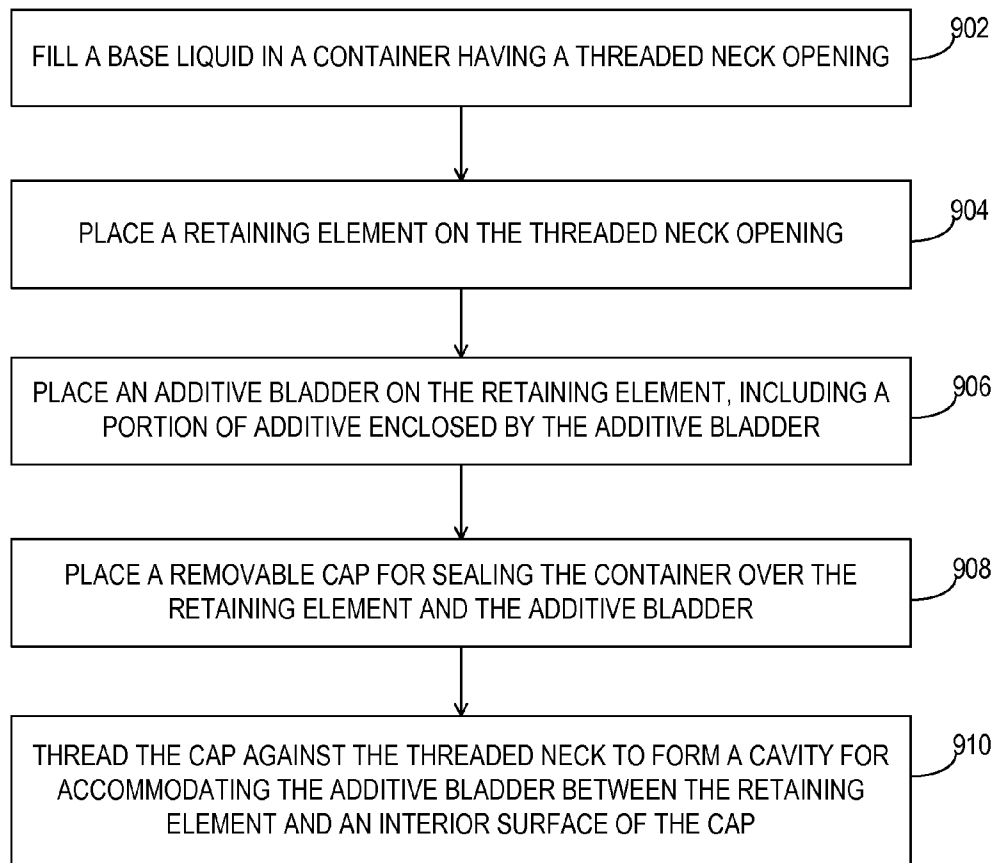 FILL A BASE LIQUID IN A CONTAINER HAVING A THREADED NECK OPENING
902
PLACE A RETAINING ELEMENT ON THE THREADED NECK OPENING
904
PLACE AN ADDITIVE BLADDER ON THE RETAINING ELEMENT, INCLUDING A
PORTION OF ADDITIVE ENCLOSED BY THE ADDITIVE BLADDER
906
PLACE A REMOVABLE CAP FOR SEALING THE CONTAINER OVER THE
RETAINING ELEMENT AND THE ADDITIVE BLADDER
908
THREAD THE CAP AGAINST THE THREADED NECK TO FORM A CAVITY FOR
ACCOMMODATING THE ADDITIVE BLADDER BETWEEN THE RETAINING
ELEMENT AND AN INTERIOR SURFACE OF THE CAP
910